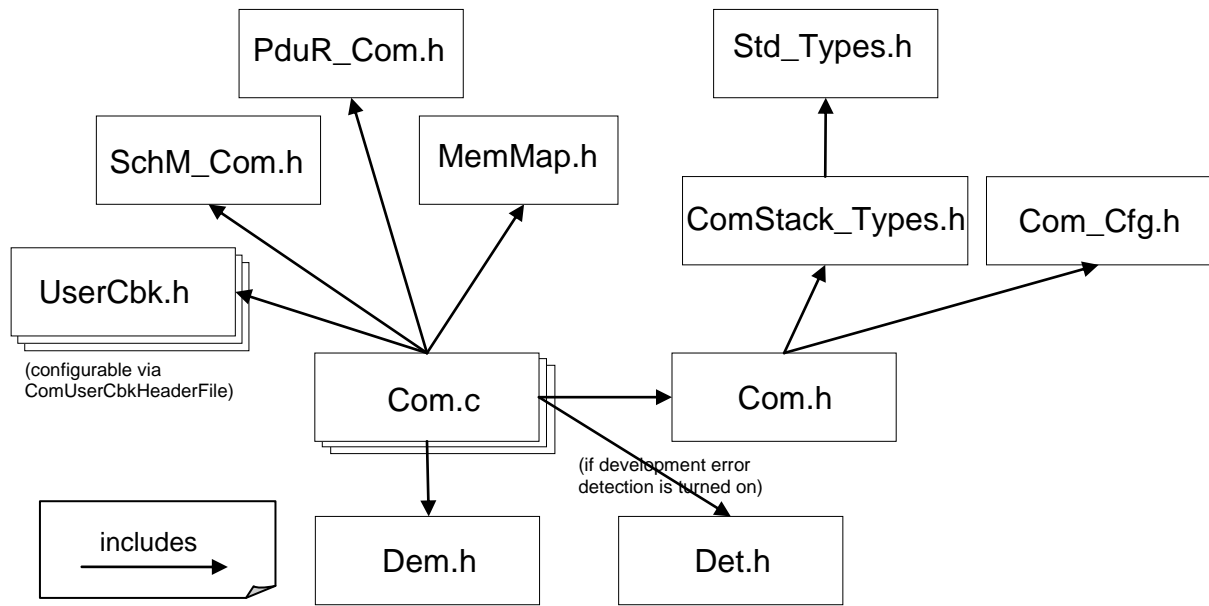 PduR_Com.h
Std_Types.h
SchM_Com.h
MemMap.h
ComStack_Types.h
Com_Cfg.h
UserCbk.h
(configurable via
ComUserCbkHeaderFile)
Com.c
Com.h
(if development error
detection is turned on)
includes
Dem.h
Det.h